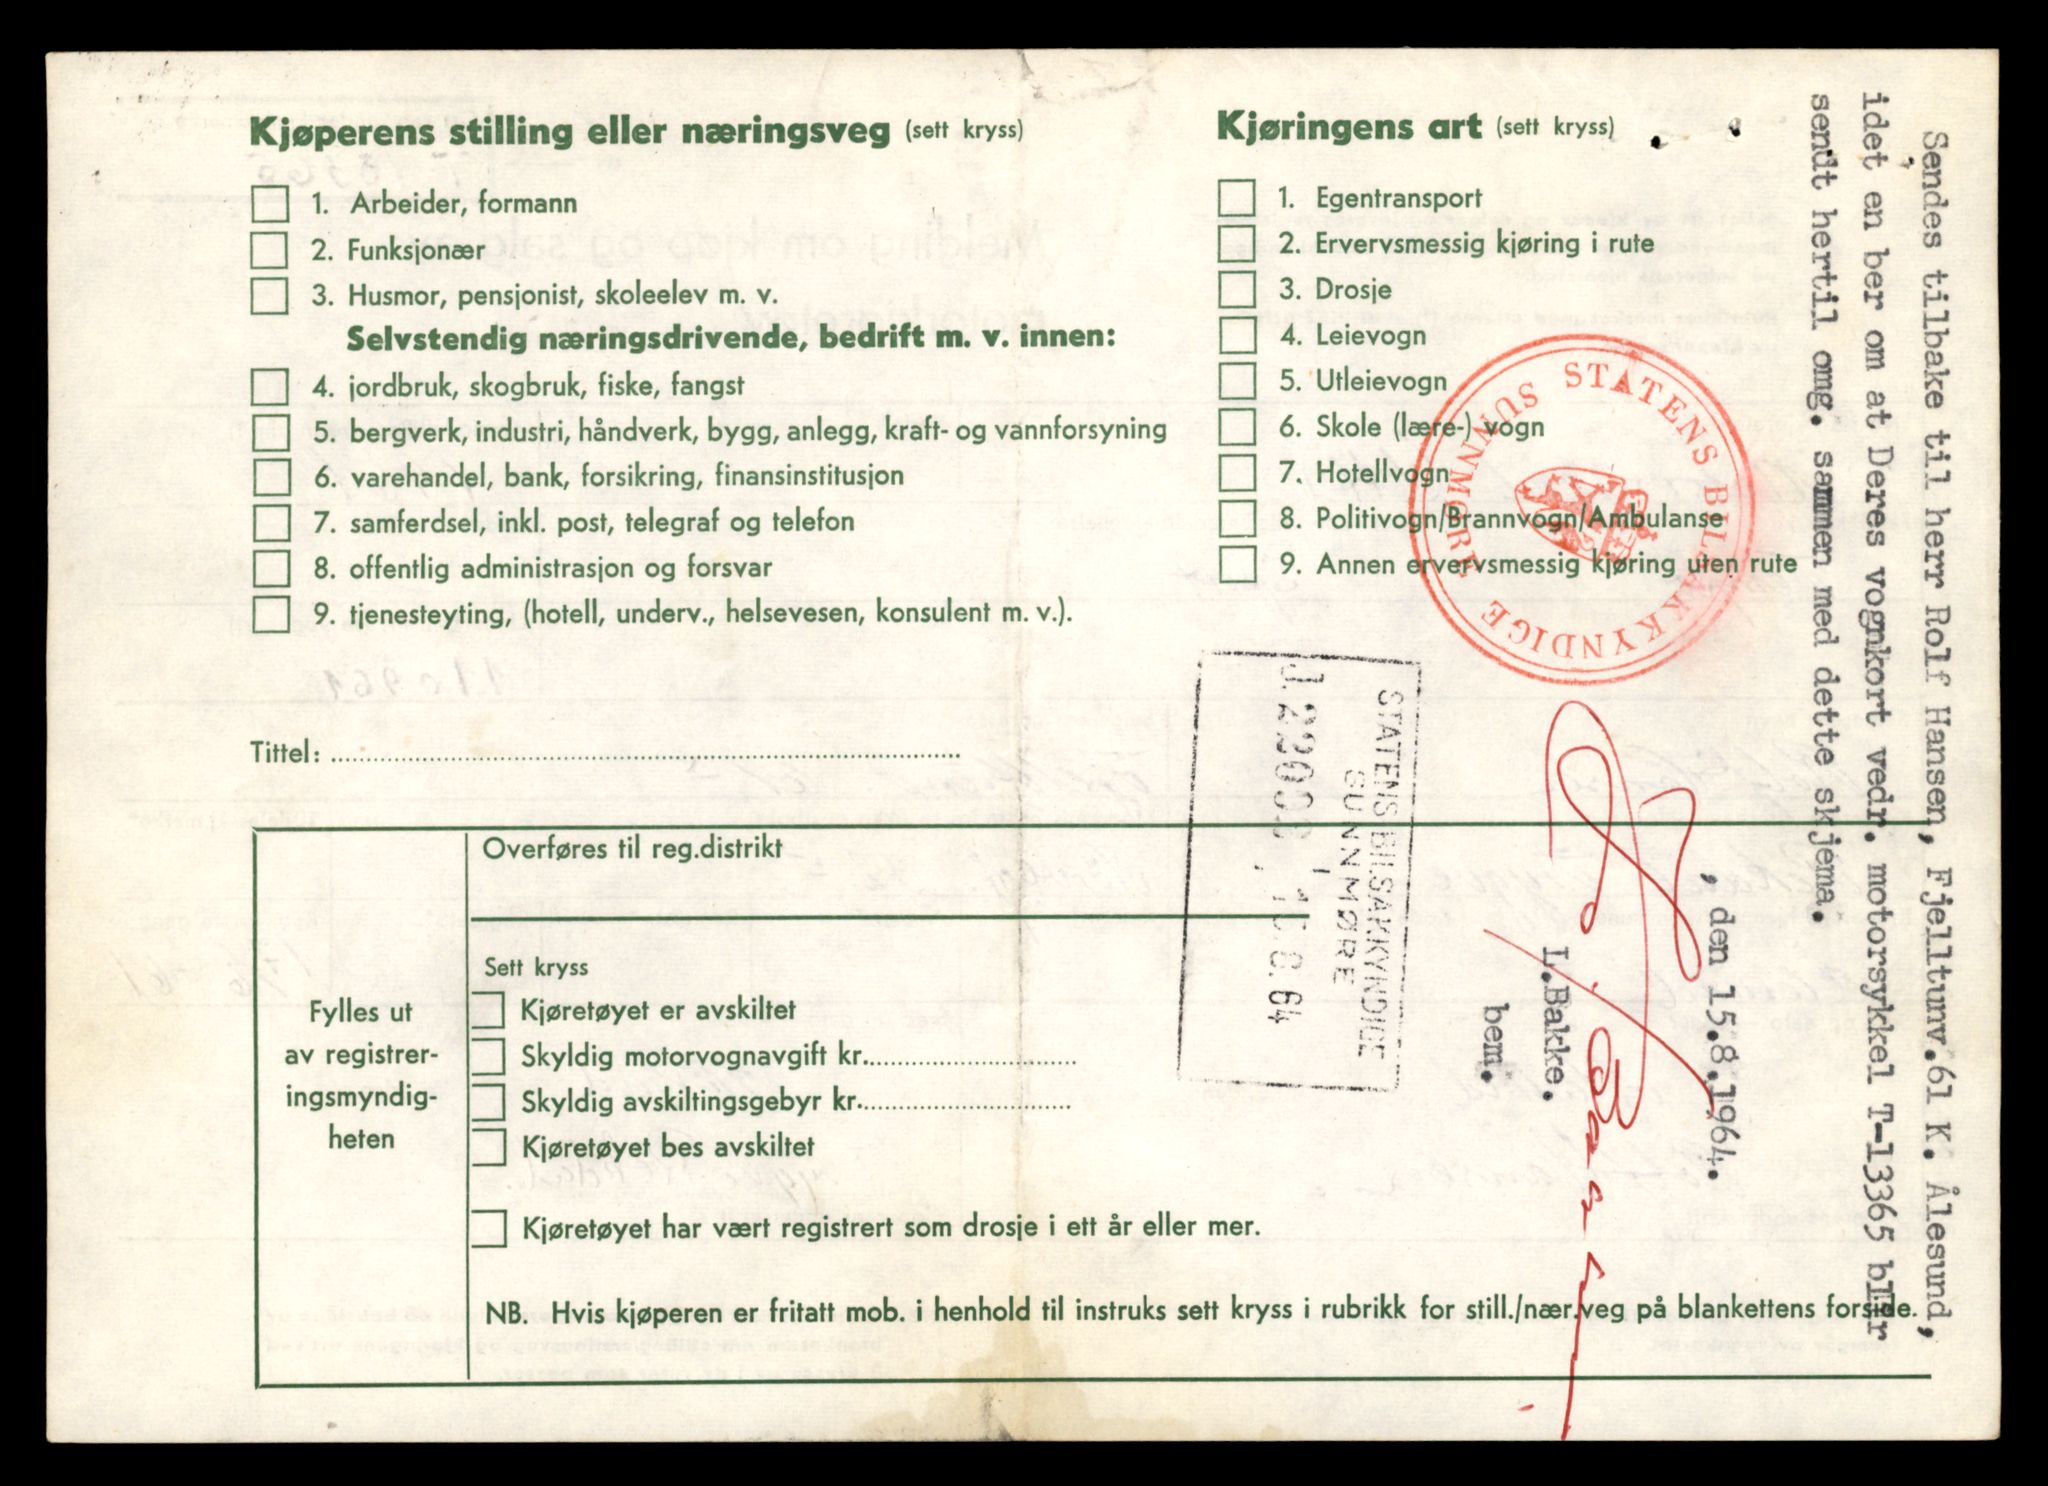 Kjøperens stilling eller næringsveg (sett kryss)
1. Arbeider, formann
2. Funksjonær
3. Husmor, pensjonist, skoleelev m. v.
Selvstendig næringsdrivende, bedrift m. v. innen:
4. jordbruk, skogbruk, fiske, fangst
5. bergverk, industri, håndverk, bygg, anlegg, kraft- og vannforsyning
6. varehandel, bank, forsikring, finansinstitusjon
7. samferdsel, inkl. post, telegraf og telefon
8. offentlig administrasjon og forsvar
9. tjenesteyting, (hotell, underv., helsevesen, konsulent m. v.).
Tittel:
Kjøringens art (sett kryss)
1. Egentransport
2. Ervervsmessig kjøring i rute
3. Drosje
4. Leievogn
5. Utleievogn
6. Skole (lære-) vogn
7. Hotellvogn
8. Politivogn/Brannvogn/Ambulanse
9. Annen ervervsmessig kjøring uten rute
STATENS BILSAKKYNDIGE SUNNMØRE
Sendes tilbake til herr Rolf Hansen, Fjelltunv.61 K. Ålesund,
idet en ber om at Deres vognkort vedr. motorsykkel T-13365 blir
sendt hertil omg. sammen med dette skjema.
, den 15.8.1964.
L.Bakke.
bem.
STATENS BILSAKKYNDIGE
SUNNMØRE
Overføres til reg.distrikt
Fylles ut
av registrer-
ingsmyndig-
heten
Sett kryss
Kjøretøyet er avskiltet
Skyldig motorvognavgift kr.
Skyldig avskiltingsgebyr kr.
Kjøretøyet bes avskiltet
Kjøretøyet har vært registrert som drosje i ett år eller mer.
NB. Hvis kjøperen er fritatt mob. i henhold til instruks sett kryss i rubrikk for still./nær.veg på blankettens forside.